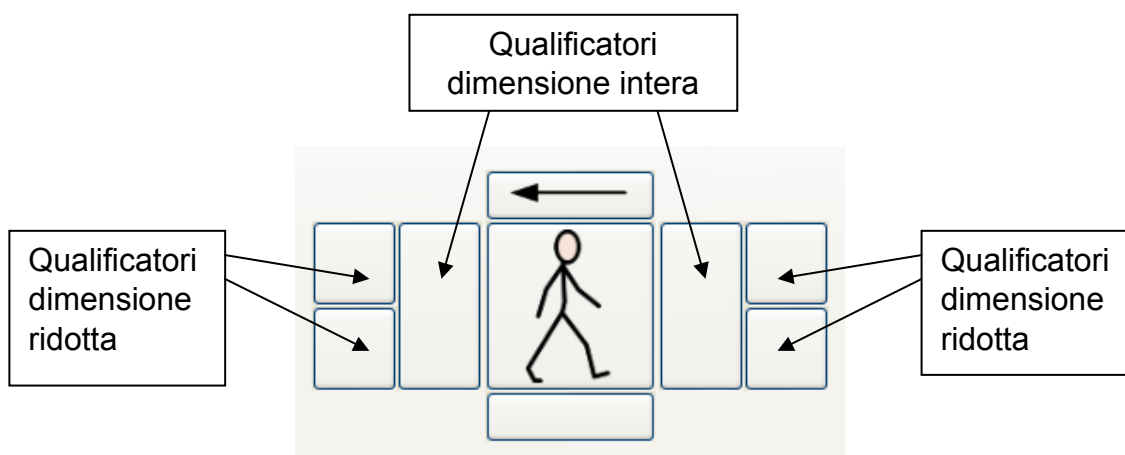 Qualificatori
dimensione intera
Qualificatori
dimensione
ridotta
Qualificatori
dimensione
ridotta